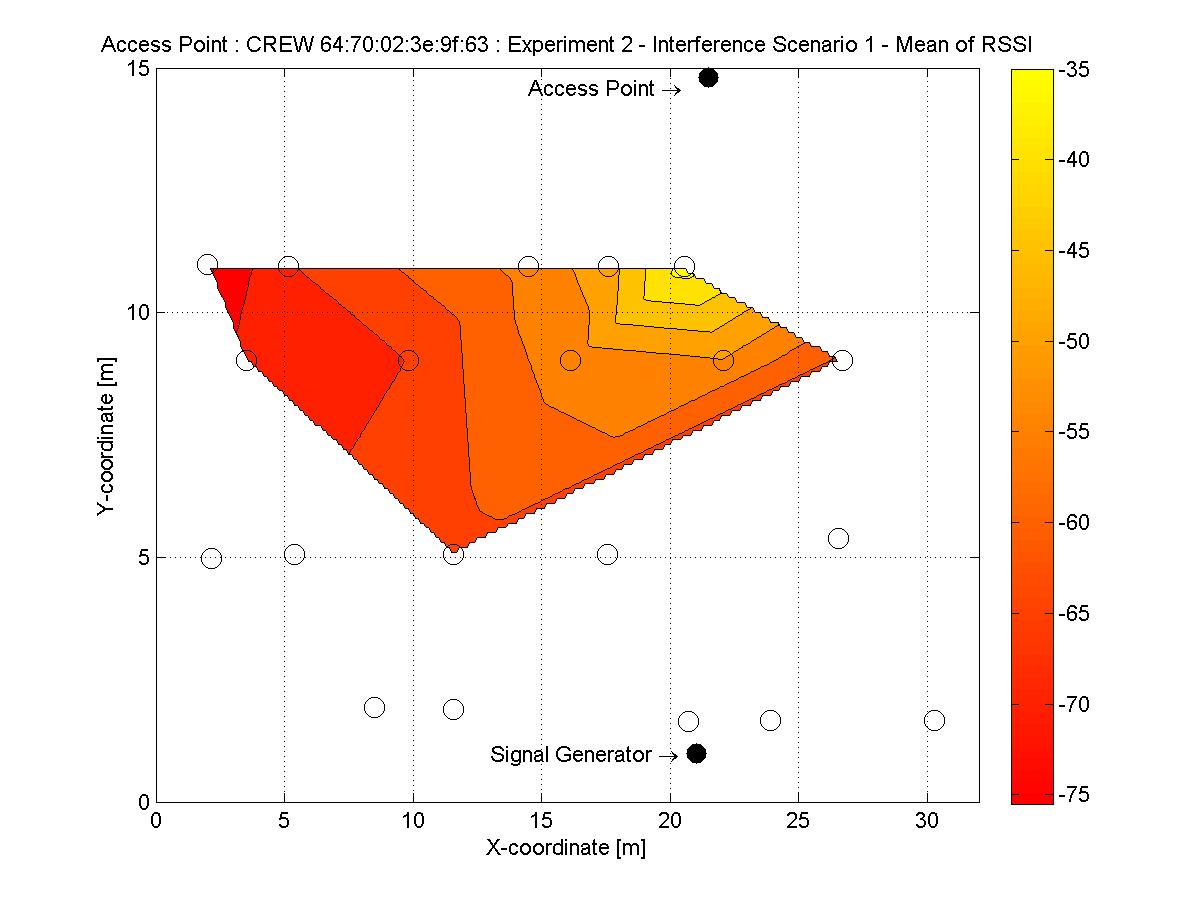 Access Point : CREW 64:70:02:3e:9f:63 : Experiment 2 - Interference Scenario 1 - Mean of RSSI
15
10
5
0
Y-coordinate [m]
Access Point →
Signal Generator →
0 5 10 15 20 25 30
X-coordinate [m]
-35
-40
-45
-50
-55
-60
-65
-70
-75